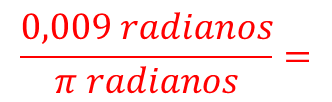 0,009 radianos
π radianos =